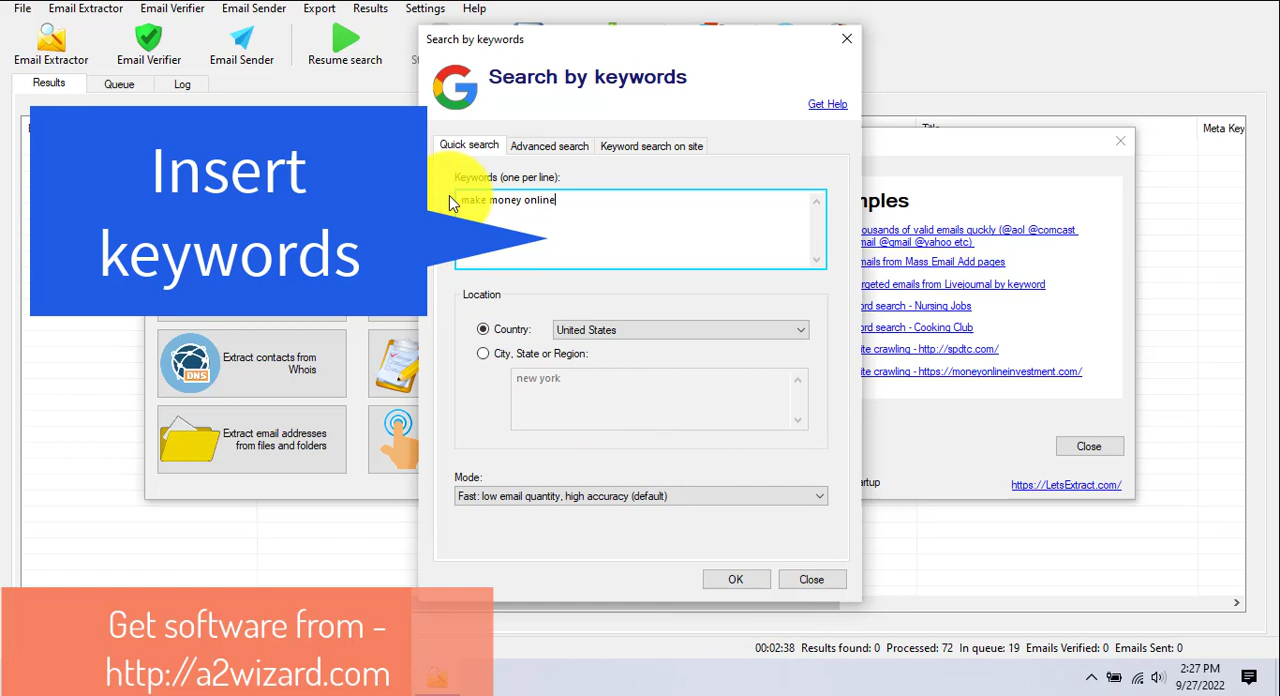 File Email Extractor Email Verifier Email Sender Export Results Settings Help
Email Extractor Email Verifier Email Sender Resume search
Results Queue Log
Search by keywords
Search by keywords
Get Help
Quick search Advanced search Keyword search on site
Keywords (one per line):
make money online
Insert
keywords
Location
Country: United States
City, State or Region:
new york
Mode:
Fast: low email quantity, high accuracy (default)
OK Close
Title Meta Key
mples
ousands of valid emails quckly (@aol @comcast
mail @gmail @yahoo etc)
mails from Mass Email Add pages
rgeted emails from Livejournal by keyword
rd search - Nursing Jobs
rd search - Cooking Club
ite crawling - http://spdtc.com/
ite crawling - https://moneyonlineinvestment.com/
Close
artup
https://LetsExtract.com/
Extract contacts from
Whois
DNS
Extract email addresses
from files and folders
Get software from -
http://a2wizard.com
00:02:38 Results found: 0 Processed: 72 In queue: 19 Emails Verified: 0 Emails Sent: 0
2:27 PM
9/27/2022